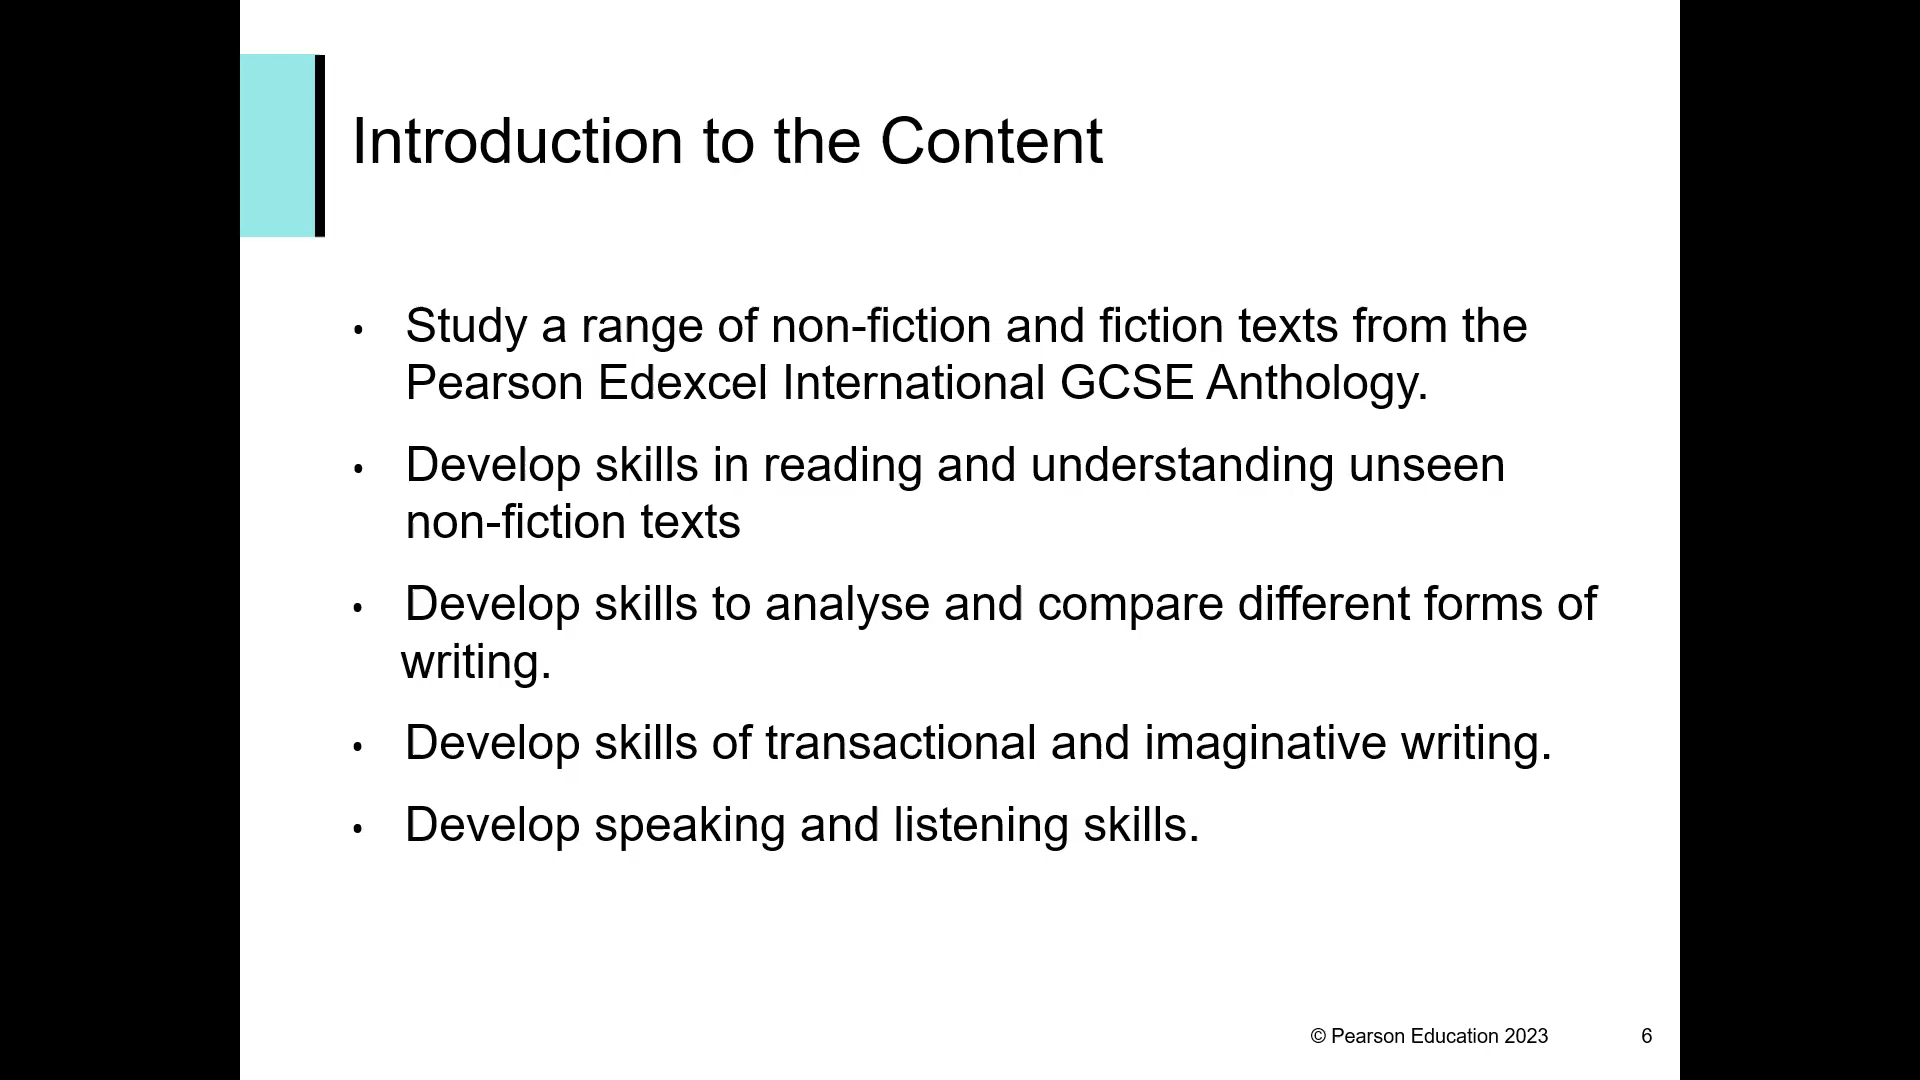 Introduction to the Content
• Study a range of non-fiction and fiction texts from the
Pearson Edexcel International GCSE Anthology.
• Develop skills in reading and understanding unseen
non-fiction texts
• Develop skills to analyse and compare different forms of
writing.
• Develop skills of transactional and imaginative writing.
• Develop speaking and listening skills.
© Pearson Education 2023
6